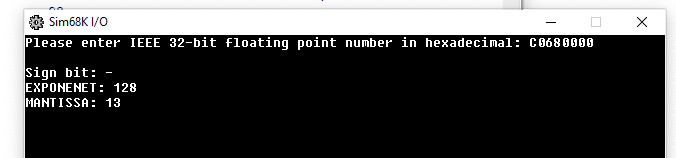 Sim68K I/O
Please enter IEEE 32-bit floating point number in hexadecimal: C0680000
Sign bit: -
EXPONENET: 128
MANTISSA: 13